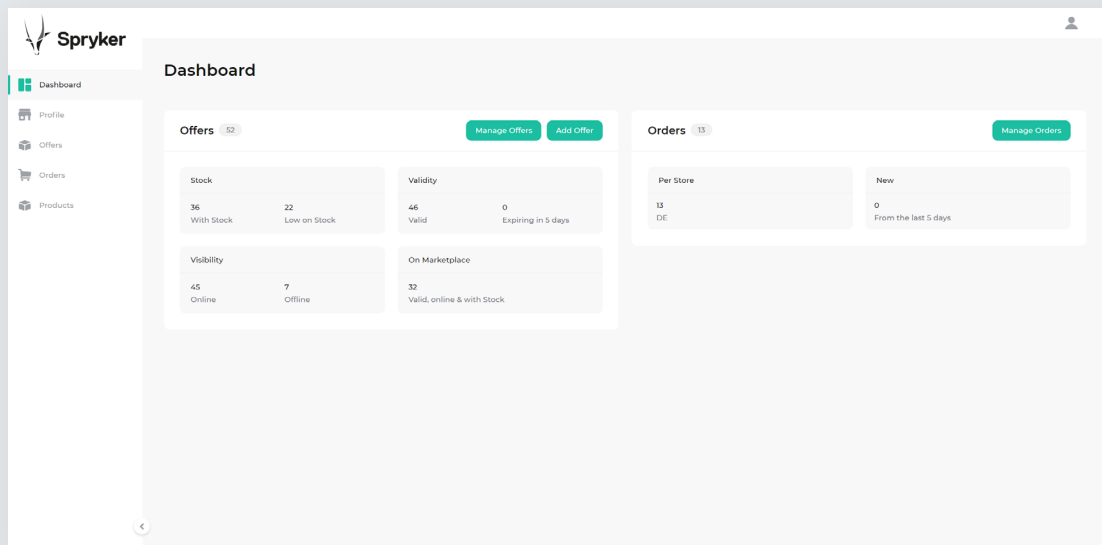 Spryker
Dashboard
Profile
Offers
Orders
Products
Dashboard
Offers 52 Manage Offers Add Offer
Stock
36 22
With Stock Low on Stock
Validity
46 0
Valid Expiring in 5 days
Visibility
45 7
Online Offline
On Marketplace
32
Valid, online & with Stock
Orders 13 Manage Orders
Per Store
13
DE
New
0
From the last 5 days